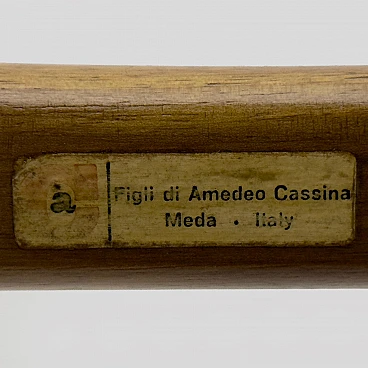 à
Figli di Amedeo Cassina
Meda • Italy